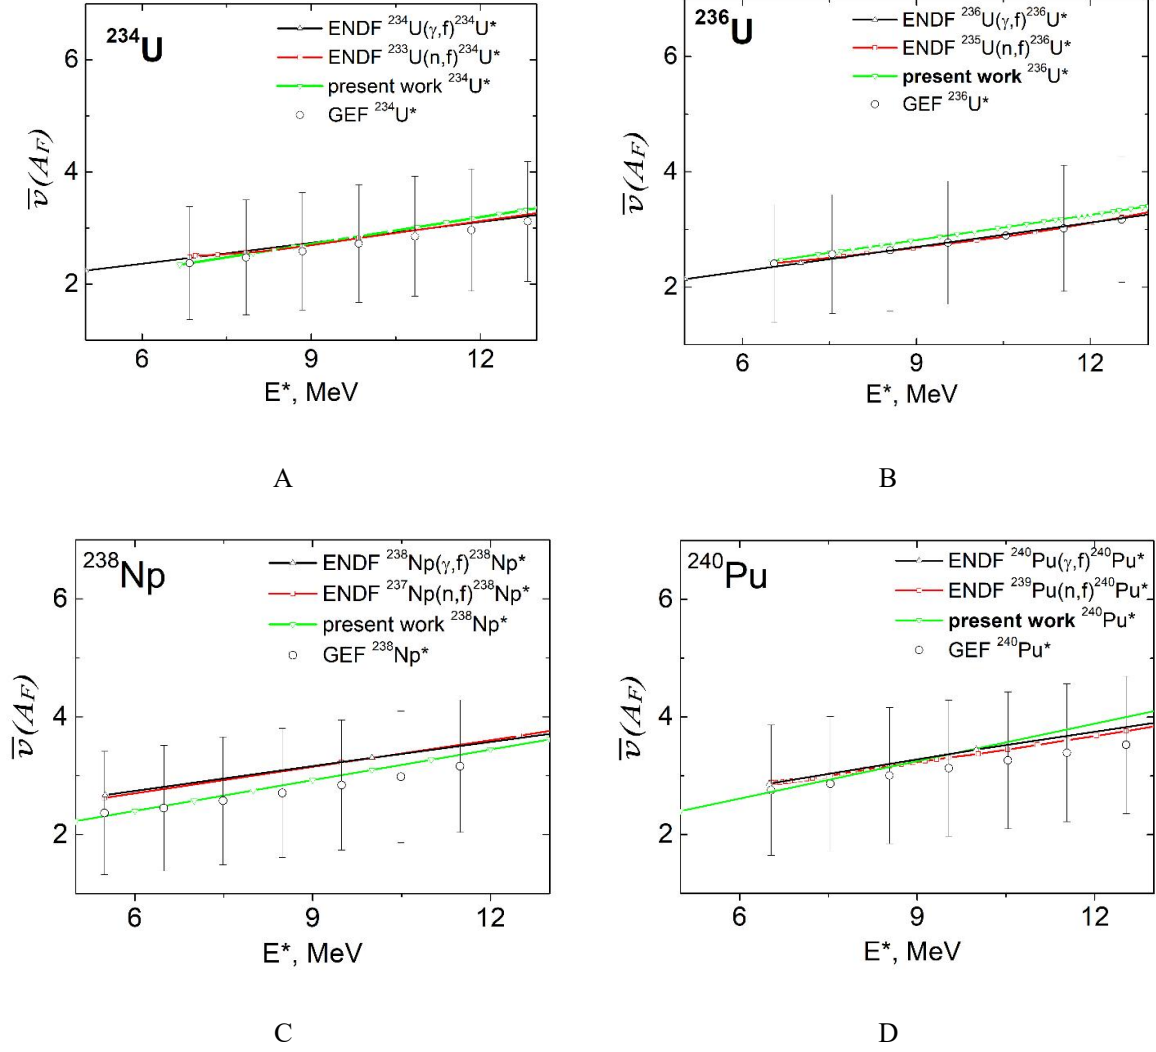 ²³⁴U
ENDF ²³⁴U(γ,f)²³⁴U*
ENDF ²³³U(n,f)²³⁴U*
present work ²³⁴U*
GEF ²³⁴U*
6
4
2
ν̅(A_F)
6 9 12
E*, MeV
A
²³⁶U
ENDF ²³⁶U(γ,f)²³⁶U*
ENDF ²³⁵U(n,f)²³⁶U*
present work ²³⁶U*
GEF ²³⁶U*
6
4
2
ν̅(A_F)
6 9 12
E*, MeV
B
²³⁸Np
ENDF ²³⁸Np(γ,f)²³⁸Np*
ENDF ²³⁷Np(n,f)²³⁸Np*
present work ²³⁸Np*
GEF ²³⁸Np*
6
4
2
ν̅(A_F)
6 9 12
E*, MeV
C
²⁴⁰Pu
ENDF ²⁴⁰Pu(γ,f)²⁴⁰Pu*
ENDF ²³⁹Pu(n,f)²⁴⁰Pu*
present work ²⁴⁰Pu*
GEF ²⁴⁰Pu*
6
4
2
ν̅(A_F)
6 9 12
E*, MeV
D